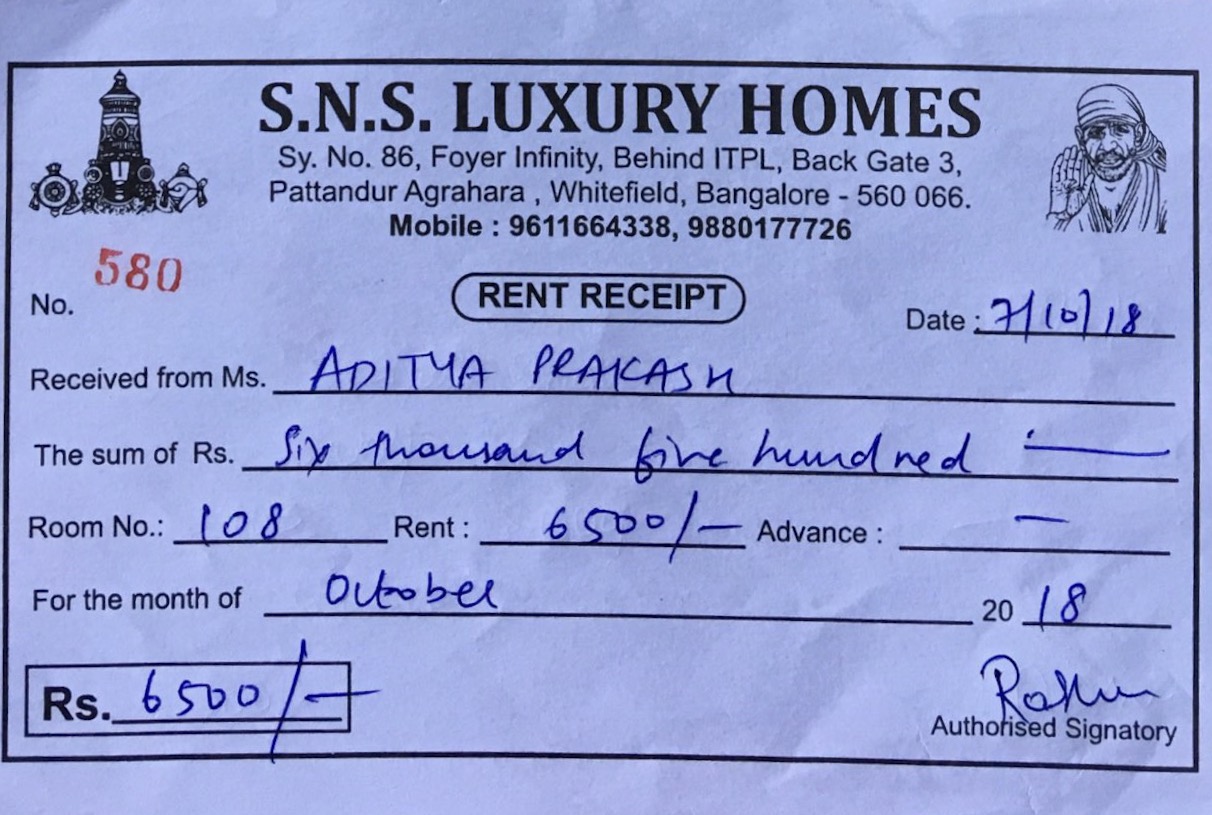 S.N.S. LUXURY HOMES
Sy. No. 86, Foyer Infinity, Behind ITPL, Back Gate 3,
Pattandur Agrahara , Whitefield, Bangalore - 560 066.
Mobile : 9611664338, 9880177726
No. 580
RENT RECEIPT
Date : 7/10/18
Received from Ms. ADITYA PRAKASH
The sum of Rs. Six thousand five hundred
Room No.: 108 Rent : 6500/- Advance : -
For the month of October 20 18
Rs. 6500/-
Authorised Signatory